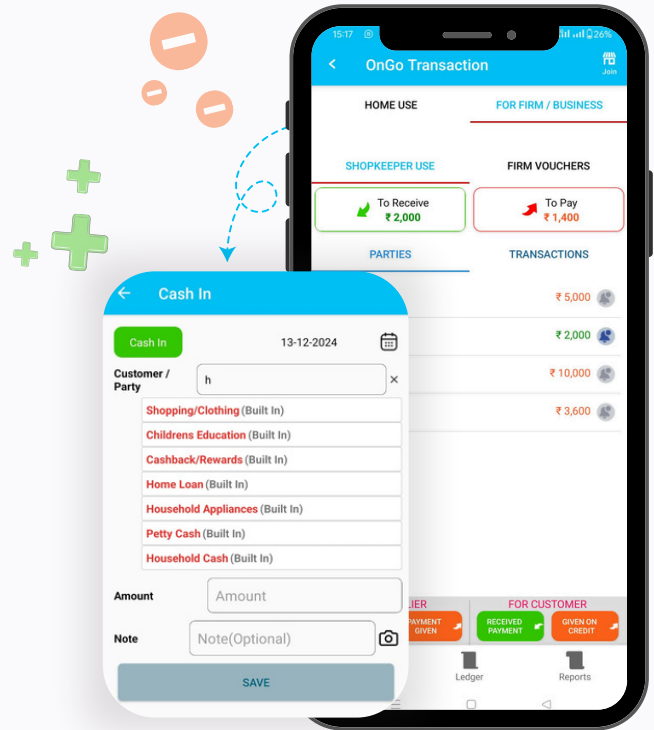 15:17
26%
OnGo Transaction
Join
HOME USE
FOR FIRM / BUSINESS
SHOPKEEPER USE
FIRM VOUCHERS
To Receive
₹ 2,000
To Pay
₹ 1,400
PARTIES
TRANSACTIONS
₹ 5,000
₹ 2,000
₹ 10,000
₹ 3,600
FOR CUSTOMER
GIVEN
RECEIVED
PAYMENT
GIVEN ON
CREDIT
Ledger
Reports
Cash In
Cash In
13-12-2024
Customer /
Party
h
Shopping/Clothing (Built In)
Childrens Education (Built In)
Cashback/Rewards (Built In)
Home Loan (Built In)
Household Appliances (Built In)
Petty Cash (Built In)
Household Cash (Built In)
Amount
Amount
Note
Note(Optional)
SAVE